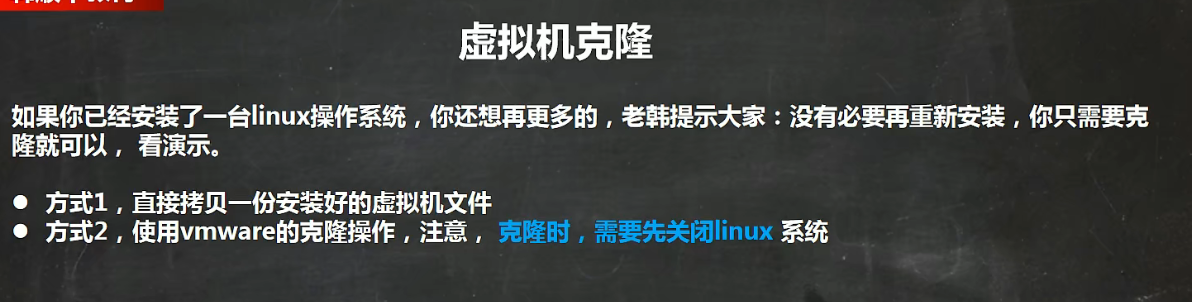 虚拟机克隆
如果你已经安装了一台linux操作系统，你还想再更多的，老韩提示大家：没有必要再重新安装，你只需要克
隆就可以， 看演示。
● 方式1，直接拷贝一份安装好的虚拟机文件
● 方式2，使用vmware的克隆操作，注意， 克隆时，需要先关闭linux 系统